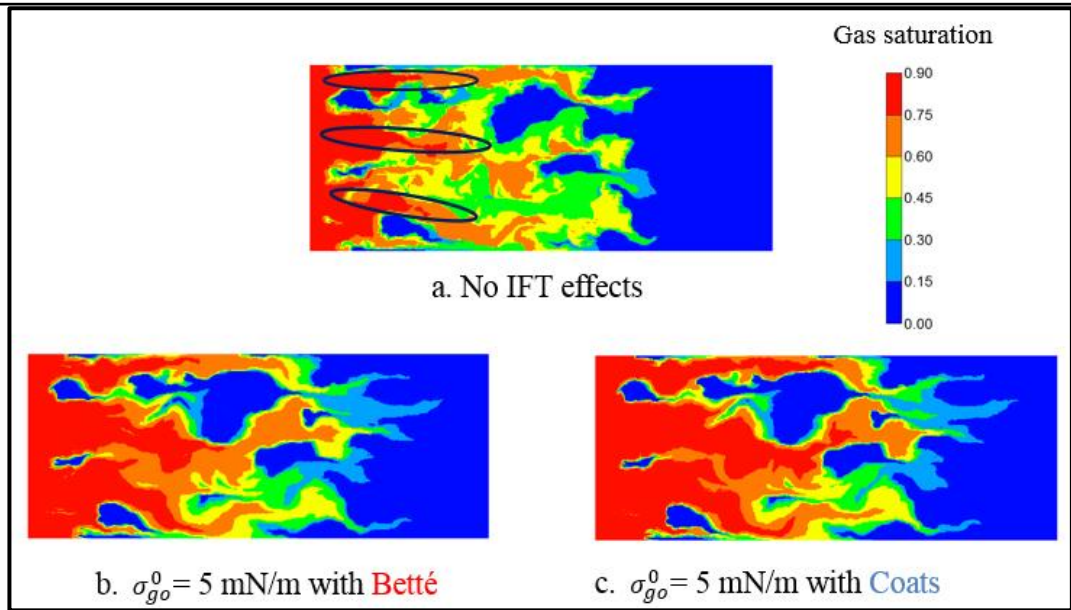 Gas saturation
0.90
0.75
0.60
0.45
0.30
0.15
0.00
a. No IFT effects
b. σ⁰go = 5 mN/m with Betté
c. σ⁰go = 5 mN/m with Coats